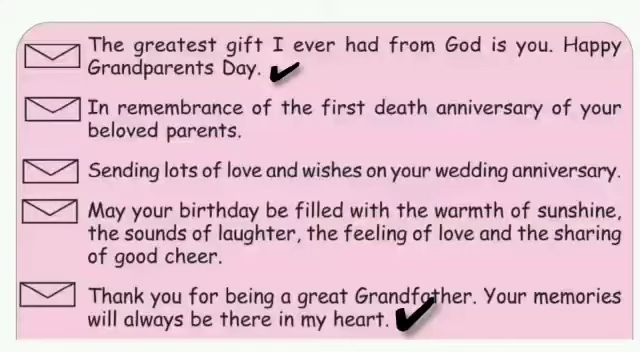 The greatest gift I ever had from God is you. Happy
Grandparents Day.
In remembrance of the first death anniversary of your
beloved parents.
Sending lots of love and wishes on your wedding anniversary.
May your birthday be filled with the warmth of sunshine,
the sounds of laughter, the feeling of love and the sharing
of good cheer.
Thank you for being a great Grandfather. Your memories
will always be there in my heart.